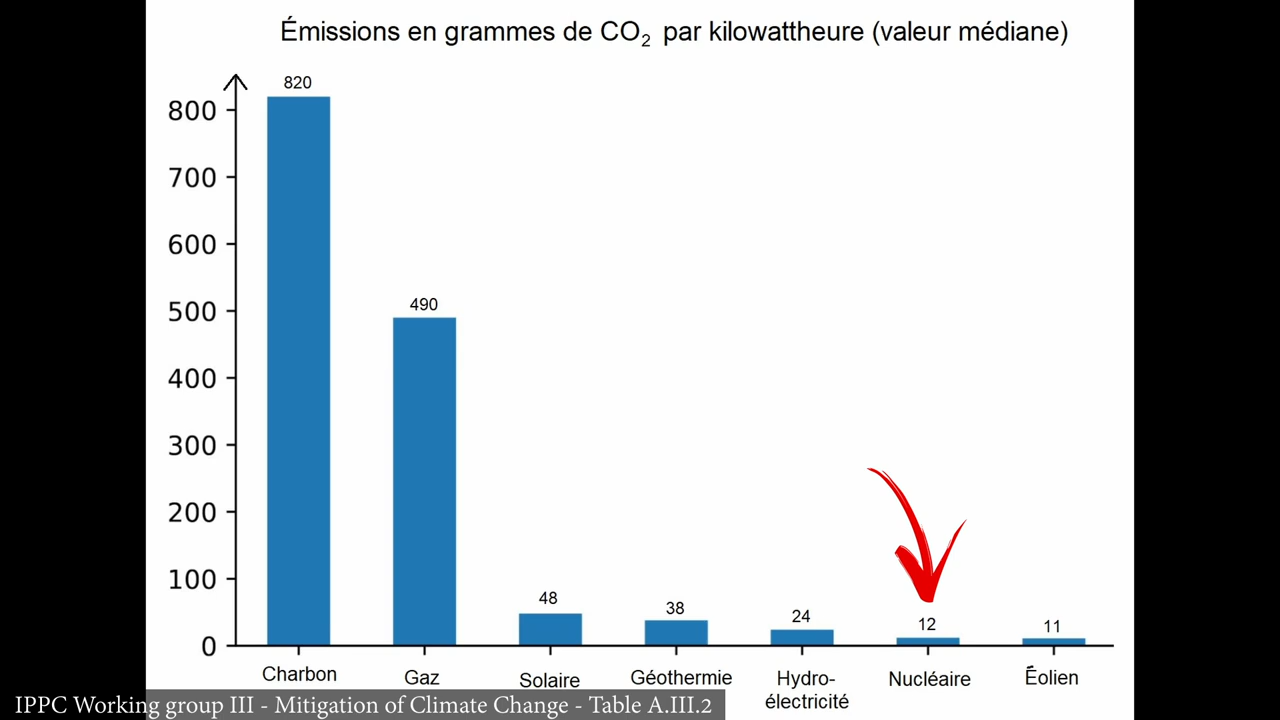 Émissions en grammes de CO₂ par kilowattheure (valeur médiane)
820
800
700
600
500
490
400
300
200
100
0
48
38
24
12
11
Charbon
Gaz
Solaire
Géothermie
Hydro-
électricité
Nucléaire
Éolien
IPPC Working group III - Mitigation of Climate Change - Table A.III.2